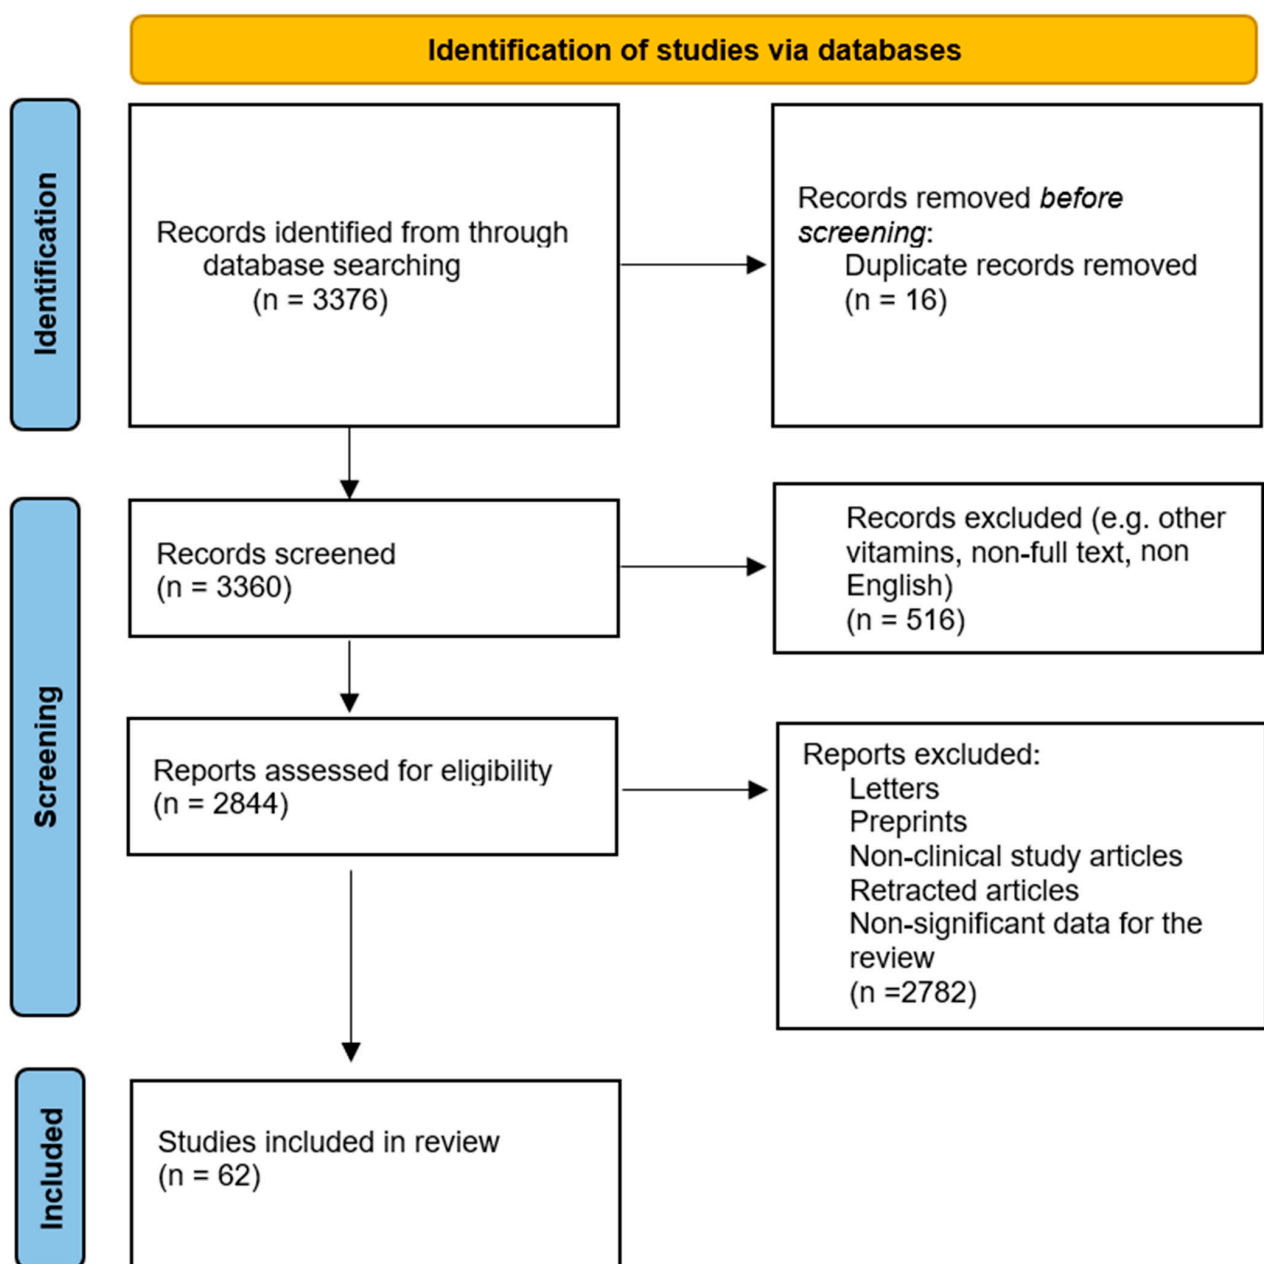 Identification of studies via databases
Identification
Records identified from through
database searching
(n = 3376)
Records removed before
screening:
Duplicate records removed
(n = 16)
Screening
Records screened
(n = 3360)
Records excluded (e.g. other
vitamins, non-full text, non
English)
(n = 516)
Reports assessed for eligibility
(n = 2844)
Reports excluded:
Letters
Preprints
Non-clinical study articles
Retracted articles
Non-significant data for the
review
(n =2782)
Included
Studies included in review
(n = 62)